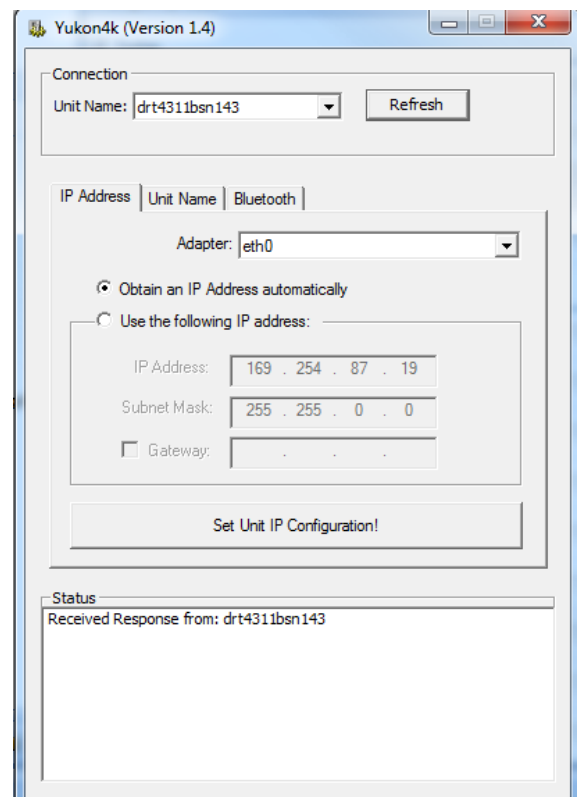 Yukon4k (Version 1.4)
Connection
Unit Name: drt4311bsn143 Refresh
IP Address Unit Name Bluetooth
Adapter: eth0
Obtain an IP Address automatically
Use the following IP address:
IP Address: 169 . 254 . 87 . 19
Subnet Mask: 255 . 255 . 0 . 0
Gateway: . . .
Set Unit IP Configuration!
Status
Received Response from: drt4311bsn143